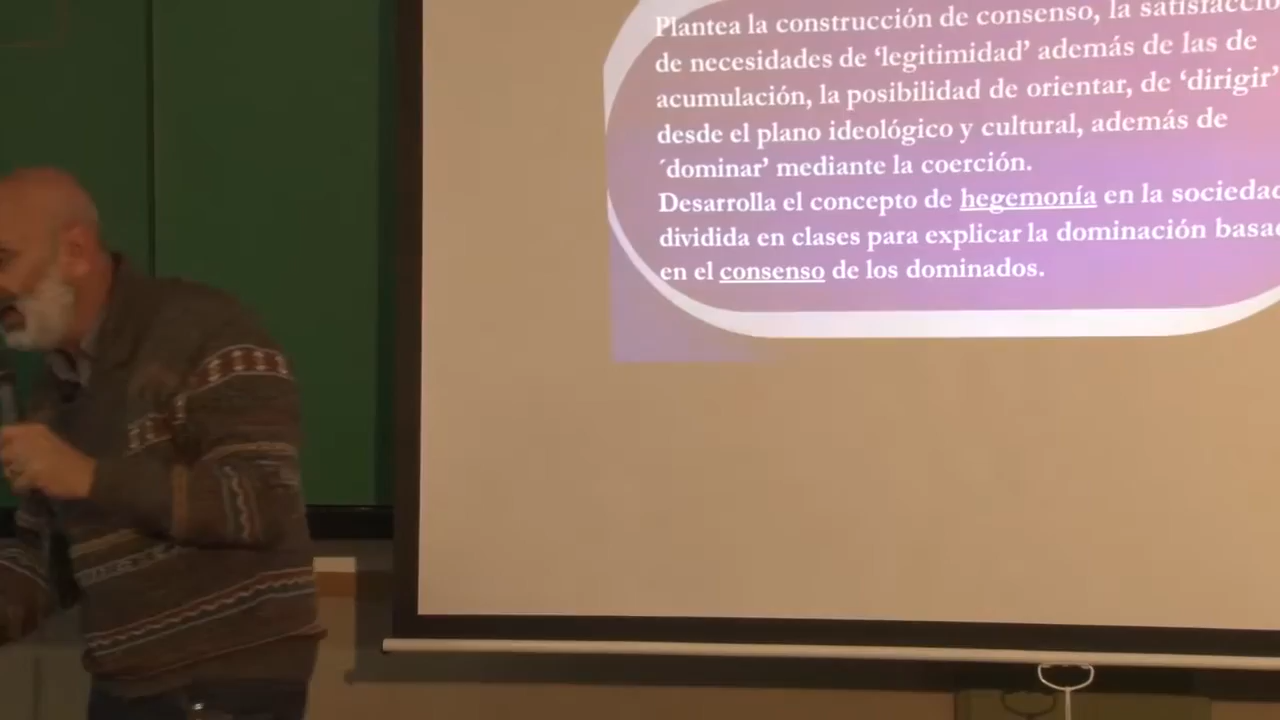 Plantea la construcción de consenso, la
de necesidades de ‘legitimidad’ además de las de
acumulación, la posibilidad de orientar, de ‘dirigir’
desde el plano ideológico y cultural, además de
´dominar’ mediante la coerción.
Desarrolla el concepto de hegemonía en la sociedad
dividida en clases para explicar la dominación
en el consenso de los dominados.